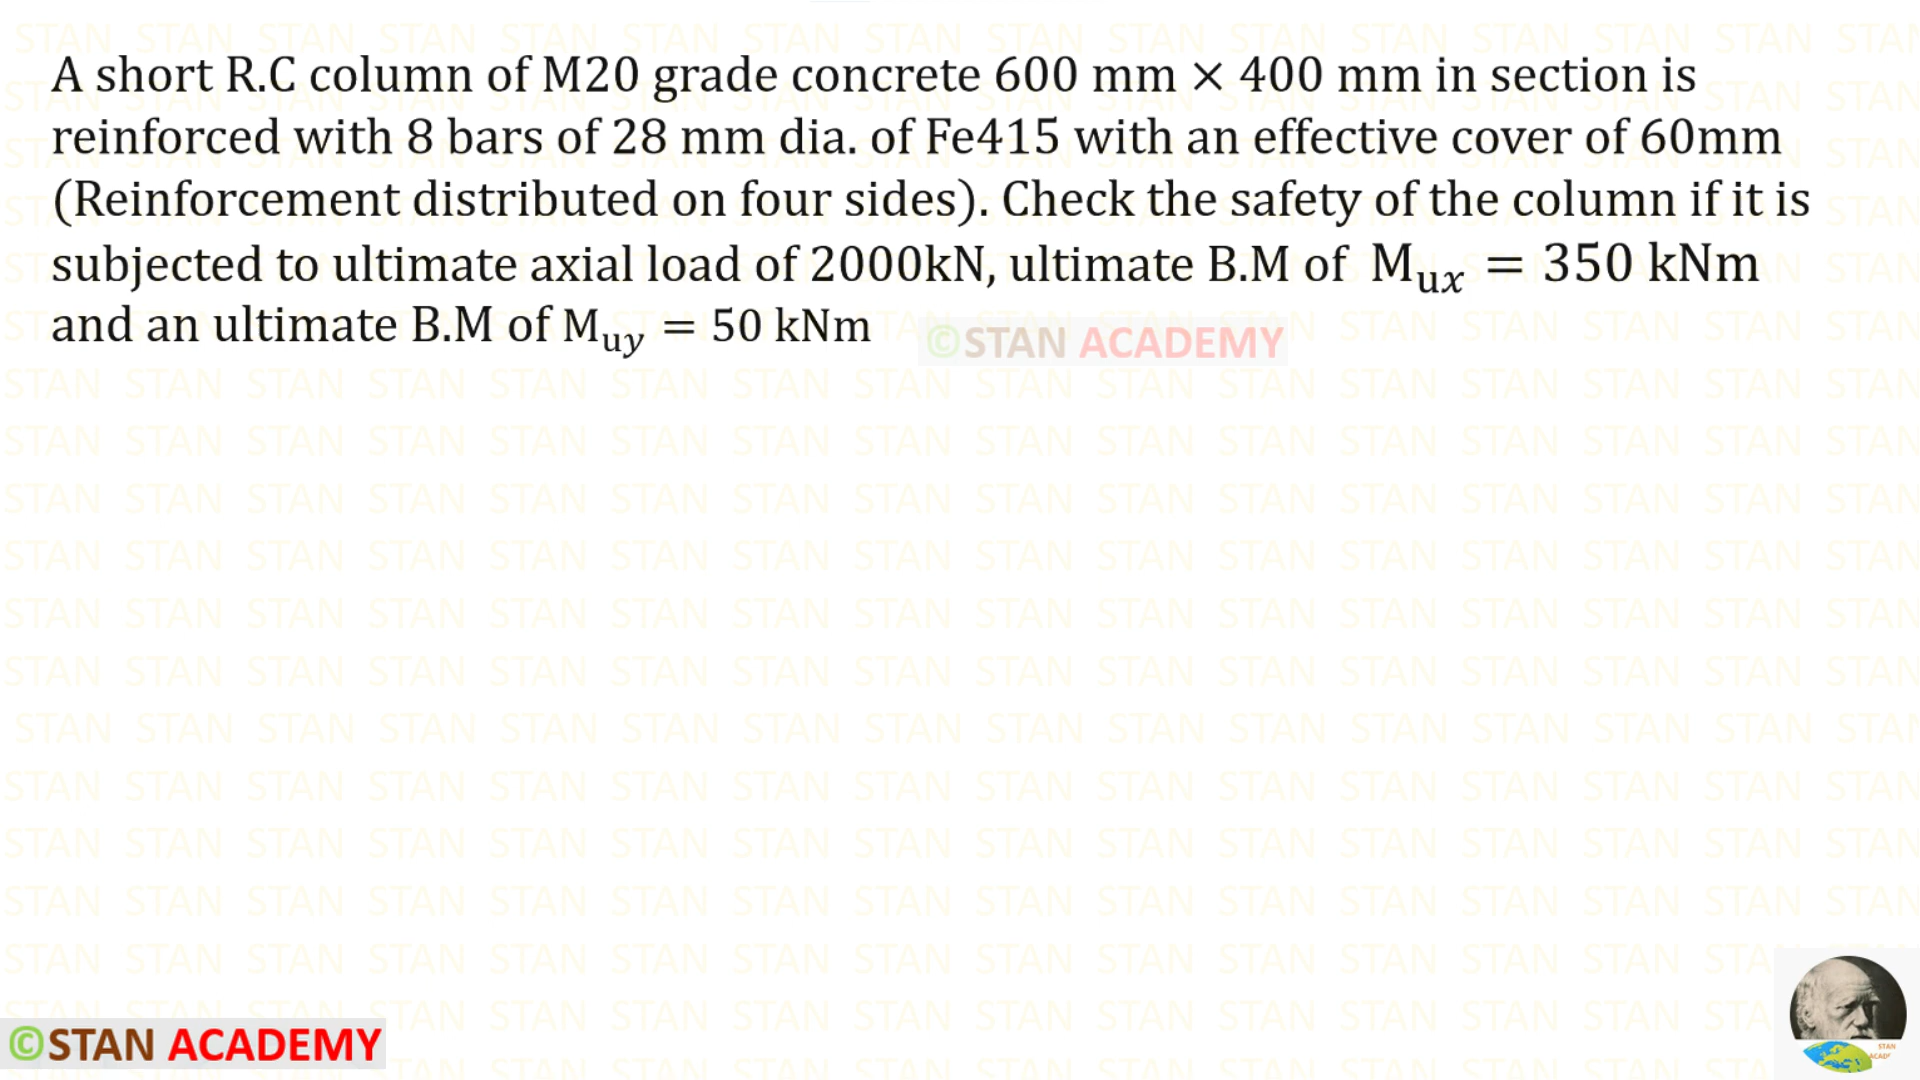 A short R.C column of M20 grade concrete 600 mm × 400 mm in section is
reinforced with 8 bars of 28 mm dia. of Fe415 with an effective cover of 60mm
(Reinforcement distributed on four sides). Check the safety of the column if it is
subjected to ultimate axial load of 2000kN, ultimate B.M of M_ux = 350 kNm
and an ultimate B.M of M_uy = 50 kNm
©STAN ACADEMY
©STAN ACADEMY